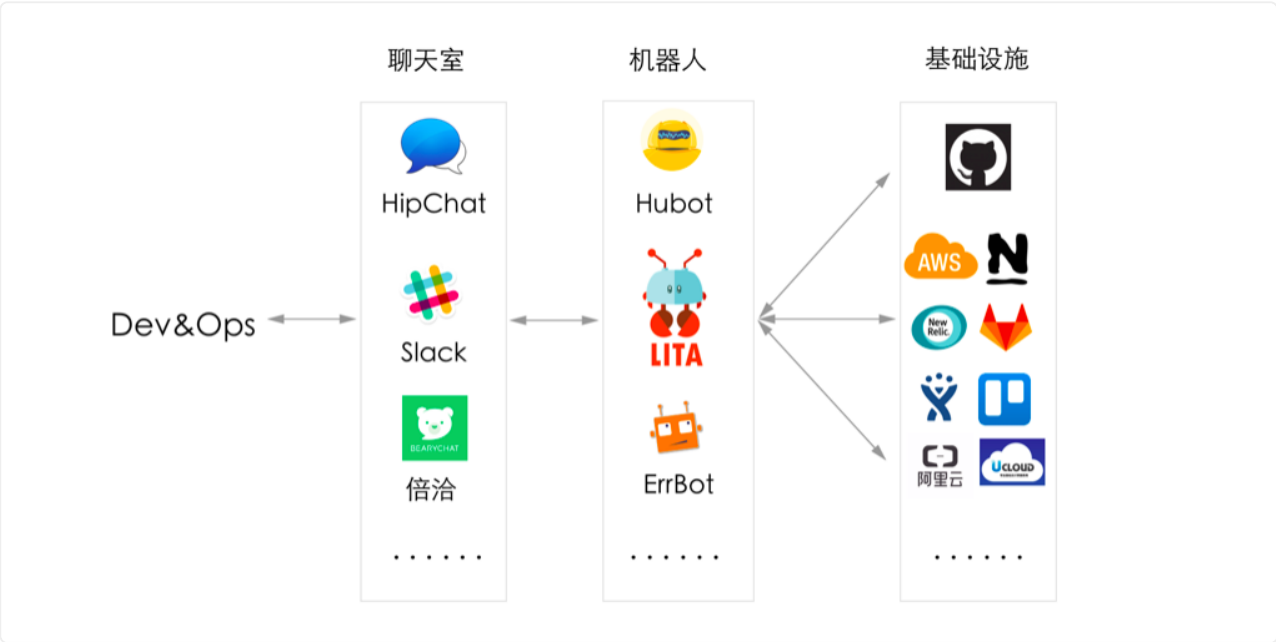 聊天室
机器人
基础设施
HipChat
Hubot
AWS
N
Dev&Ops
Slack
LITA
New
Relic.
BEARYCHAT
倍洽
ErrBot
阿里云
UCLOUD
......
......
......